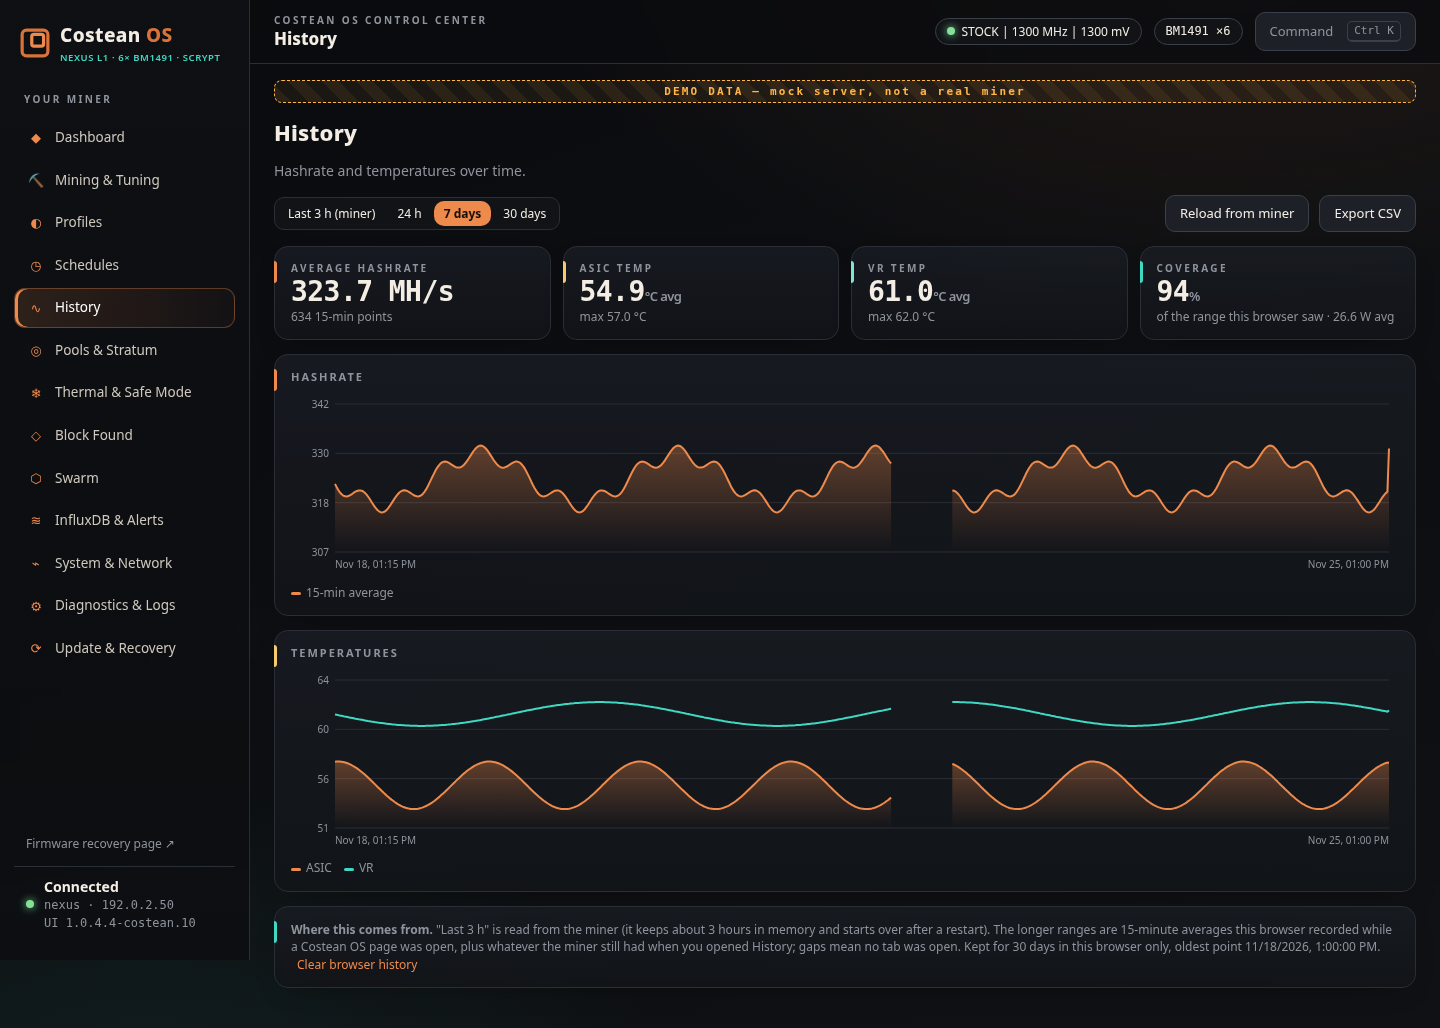 Costean OS
NEXUS L1 · 6× BM1491 · SCRYPT
YOUR MINER
Dashboard
Mining & Tuning
Profiles
Schedules
History
Pools & Stratum
Thermal & Safe Mode
Block Found
Swarm
InfluxDB & Alerts
System & Network
Diagnostics & Logs
Update & Recovery
Firmware recovery page ↗
Connected
nexus · 192.0.2.50
UI 1.0.4.4-costean.10
COSTEAN OS CONTROL CENTER
History
STOCK | 1300 MHz | 1300 mV
BM1491 ×6
Command Ctrl K
DEMO DATA — mock server, not a real miner
History
Hashrate and temperatures over time.
Last 3 h (miner) 24 h 7 days 30 days
Reload from miner Export CSV
AVERAGE HASHRATE
323.7 MH/s
634 15-min points
ASIC TEMP
54.9°C avg
max 57.0 °C
VR TEMP
61.0°C avg
max 62.0 °C
COVERAGE
94%
of the range this browser saw · 26.6 W avg
HASHRATE
342
330
318
307
Nov 18, 01:15 PM Nov 25, 01:00 PM
15-min average
TEMPERATURES
64
60
56
51
Nov 18, 01:15 PM Nov 25, 01:00 PM
ASIC VR
Where this comes from. "Last 3 h" is read from the miner (it keeps about 3 hours in memory and starts over after a restart). The longer ranges are 15-minute averages this browser recorded while
a Costean OS page was open, plus whatever the miner still had when you opened History; gaps mean no tab was open. Kept for 30 days in this browser only, oldest point 11/18/2026, 1:00:00 PM.
Clear browser history